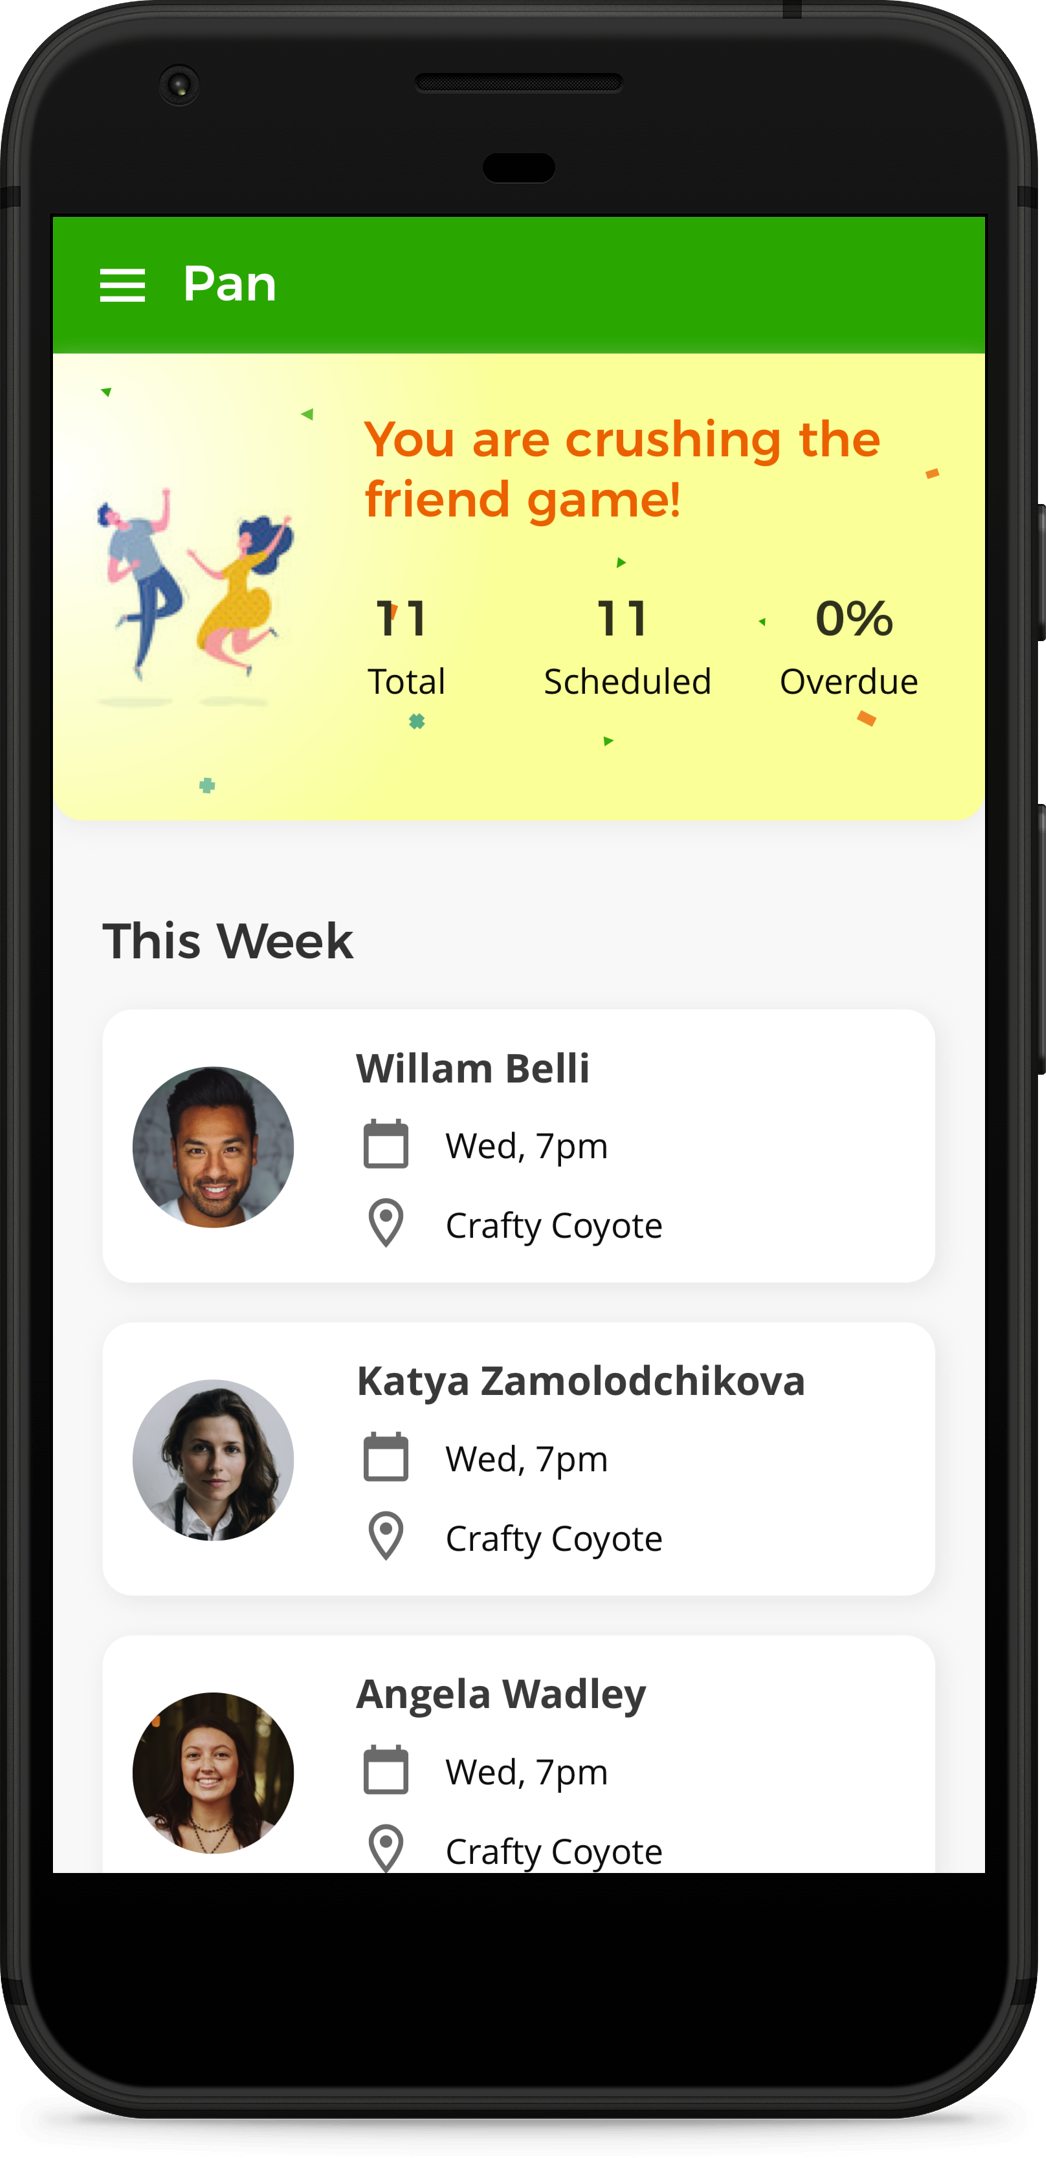 Pan
You are crushing the
friend game!
11 11 0%
Total Scheduled Overdue
This Week
Willam Belli
Wed, 7pm
Crafty Coyote
Katya Zamolodchikova
Wed, 7pm
Crafty Coyote
Angela Wadley
Wed, 7pm
Crafty Coyote